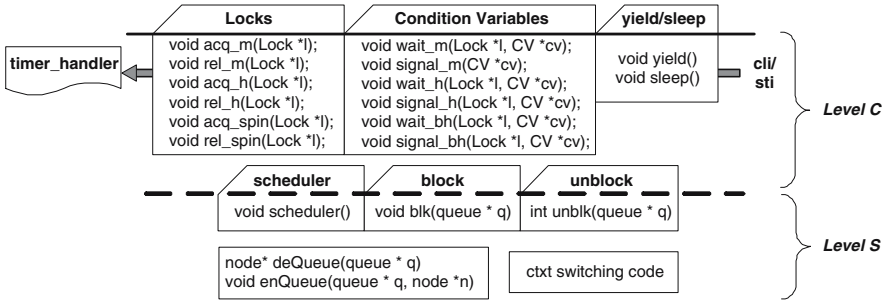 Locks
Condition Variables
yield/sleep
timer_handler
void acq_m(Lock *l);
void rel_m(Lock *l);
void acq_h(Lock *l);
void rel_h(Lock *l);
void acq_spin(Lock *l);
void rel_spin(Lock *l);
void wait_m(Lock *l, CV *cv);
void signal_m(CV *cv);
void wait_h(Lock *l, CV *cv);
void signal_h(Lock *l, CV *cv);
void wait_bh(Lock *l, CV *cv);
void signal_bh(Lock *l, CV *cv);
void yield()
void sleep()
cli/
sti
Level C
scheduler
block
unblock
void scheduler()
void blk(queue * q)
int unblk(queue * q)
Level S
node* deQueue(queue * q)
void enQueue(queue * q, node *n)
ctxt switching code